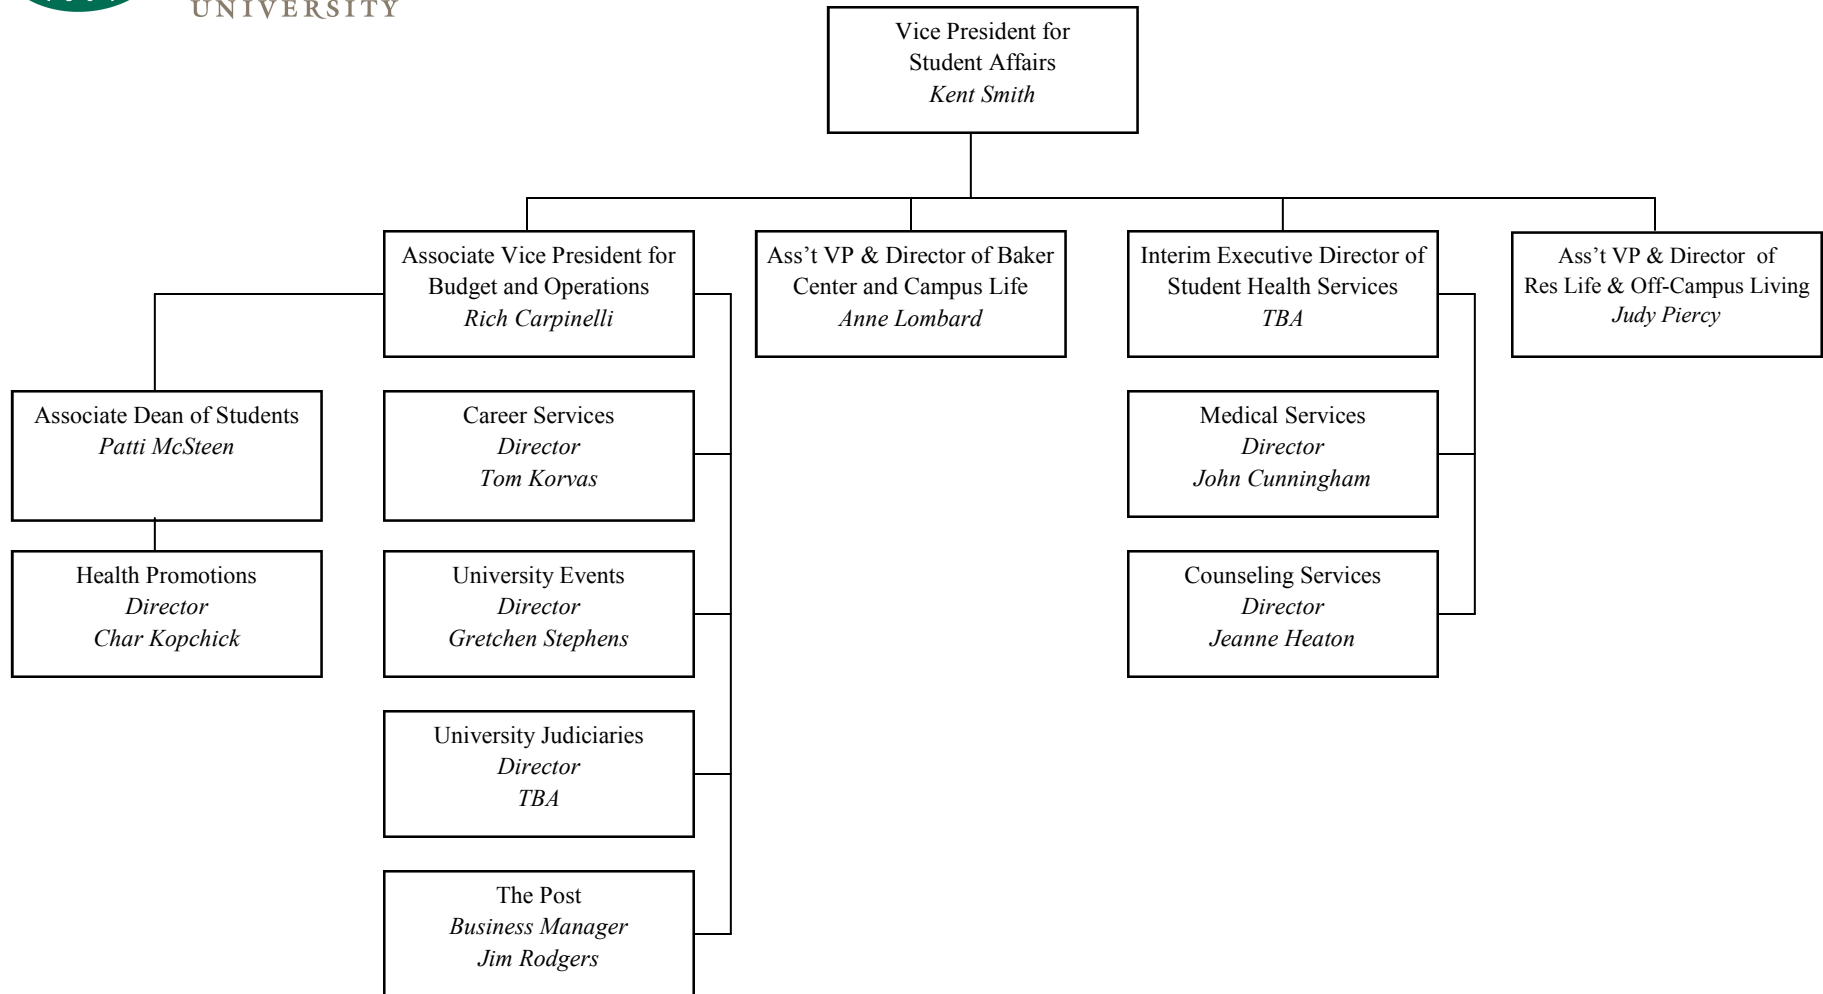 UNIVERSITY
Vice President for
Student Affairs
Kent Smith
Associate Vice President for
Budget and Operations
Rich Carpinelli
Ass't VP & Director of Baker
Center and Campus Life
Anne Lombard
Interim Executive Director of
Student Health Services
TBA
Ass't VP & Director  of
Res Life & Off-Campus Living
Judy Piercy
Associate Dean of Students
Patti McSteen
Career Services
Director
Tom Korvas
Medical Services
Director
John Cunningham
Health Promotions
Director
Char Kopchick
University Events
Director
Gretchen Stephens
Counseling Services
Director
Jeanne Heaton
University Judiciaries
Director
TBA
The Post
Business Manager
Jim Rodgers